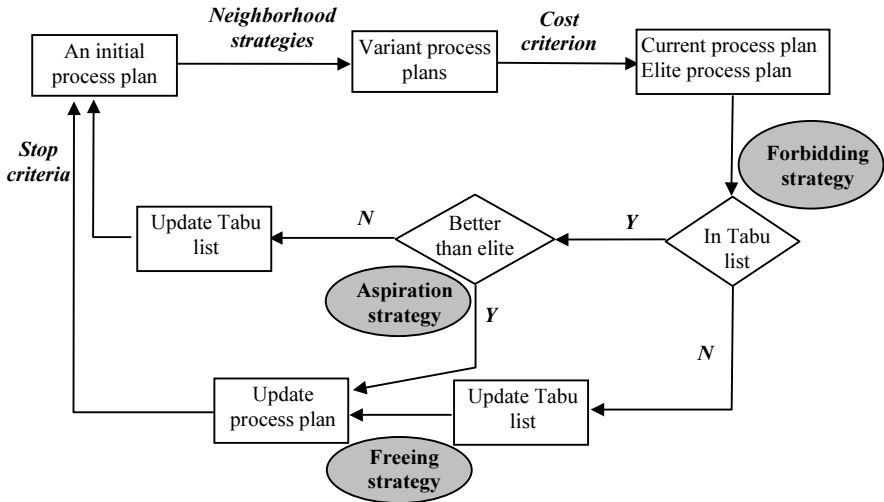 Neighborhood
strategies
Cost
criterion
An initial
process plan
Variant process
plans
Current process plan
Elite process plan
Stop
criteria
Forbidding
strategy
Update Tabu
list
N
Better
than elite
Y
In Tabu
list
Aspiration
strategy
Y
N
Update
process plan
Update Tabu
list
Freeing
strategy